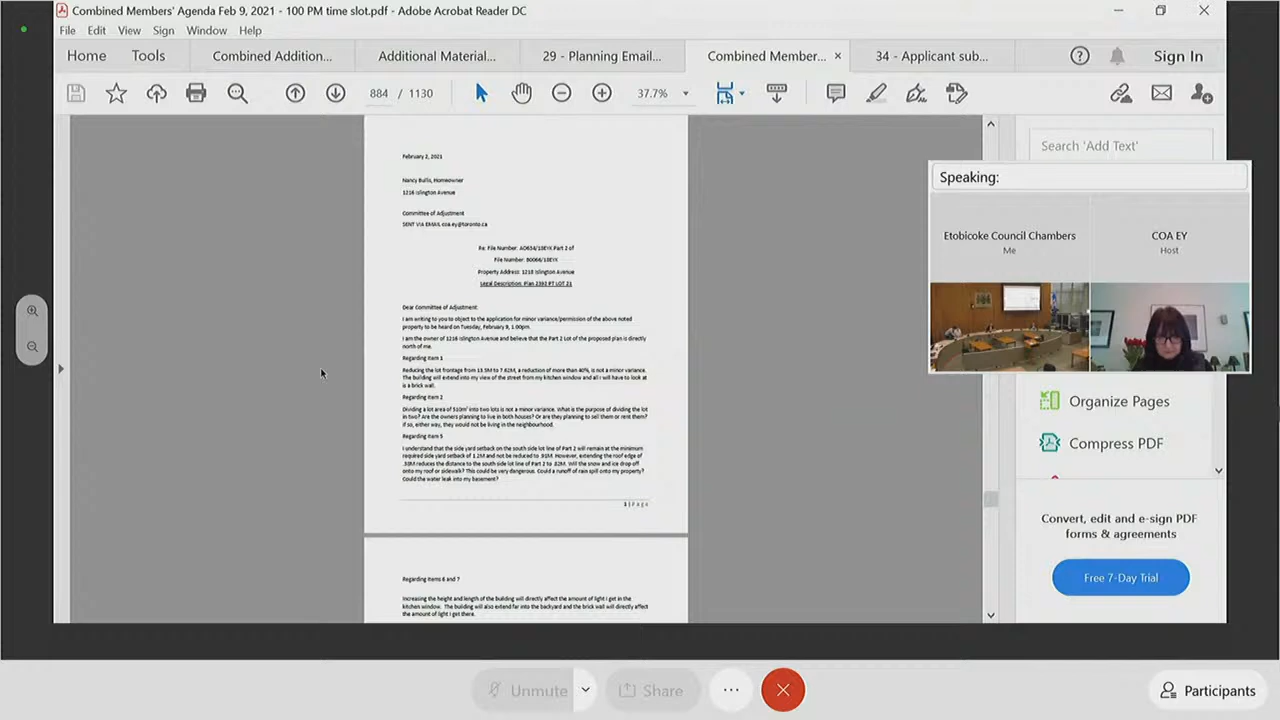 Combined Members' Agenda Feb 9, 2021 - 100 PM time slot.pdf - Adobe Acrobat Reader DC
File Edit View Sign Window Help
Home Tools Combined Addition... Additional Material... 29 - Planning Email... Combined Member... × 34 - Applicant sub... Sign In
884 / 1130 37.7%
Search 'Add Text'
Speaking:
Etobicoke Council Chambers
Me
COA EY
Host
February 2, 2021
Nancy Bullo, Homeowner
1216 Islington Avenue
Committee of Adjustment
SENT VIA EMAIL coa.ey@toronto.ca
Re: File Number: A0634/18EYK Part 2 of
File Number: B0066/18EYK
Property Address: 1218 Islington Avenue
Legal Description: Plan 2392 PT LOT 21
Dear Committee of Adjustment:
I am writing to you to object to the application for minor variance/permission of the above noted
property to be heard on Tuesday, February 9, 1:00pm.
I am the owner of 1216 Islington Avenue and believe that the Part 2 Lot of the proposed plan is directly
north of me.
Regarding Item 1
Reducing the lot frontage from 13.5M to 7.62M, a reduction of more than 40%, is not a minor variance.
The building will extend into my view of the street from my kitchen window and all I will have to look at
is a brick wall.
Regarding Item 2
Dividing a lot area of 510m² into two lots is not a minor variance. What is the purpose of dividing the lot
in two? Are the owners planning to live in both houses? Or are they planning to sell them or rent them?
If so, either way, they would not be living in the neighbourhood.
Regarding Item 5
I understand that the side yard setback on the south side lot line of Part 2 will remain at the minimum
required side yard setback of 1.2M and not be reduced to .91M. However, extending the roof edge of
.38M reduces the distance to the south side lot line of Part 2 to .82M. Will the snow and ice drop off
onto my roof or sidewalk? This could be very dangerous. Could a runoff of rain spill onto my property?
Could the water leak into my basement?
1 | Page
Regarding Items 6 and 7
Increasing the height and length of the building will directly affect the amount of light I get in the
kitchen window. The building will also extend far into the backyard and the brick wall will directly affect
the amount of light I get there.
Organize Pages
Compress PDF
Convert, edit and e-sign PDF
forms & agreements
Free 7-Day Trial
Unmute Share ... Participants